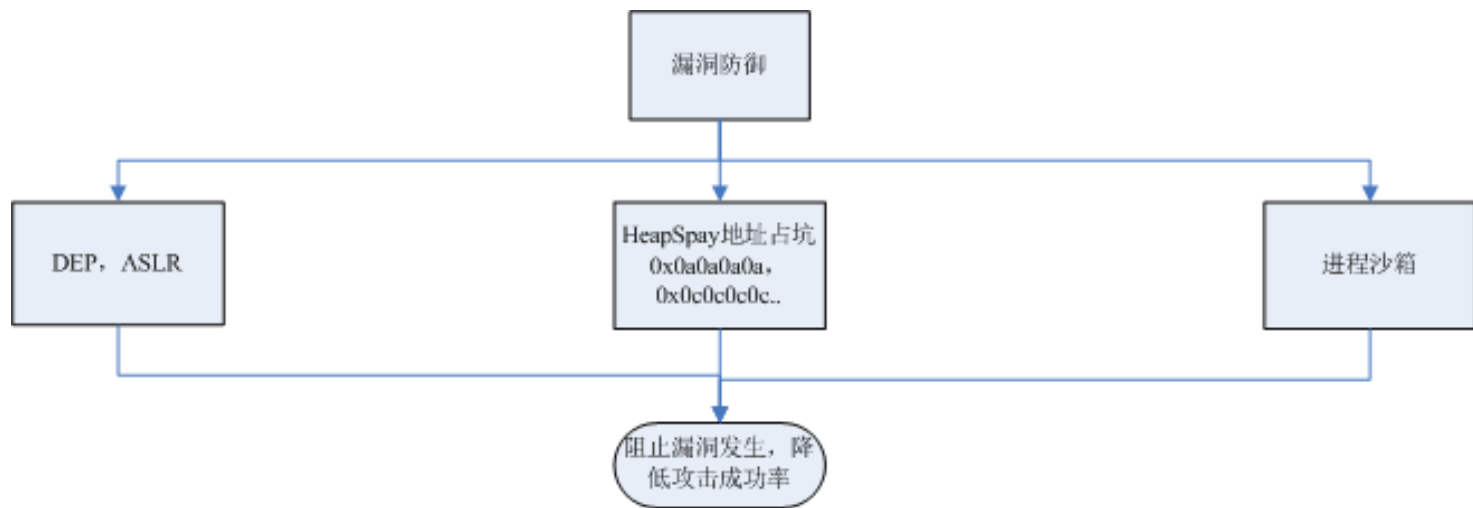 漏洞防御
DEP，ASLR
HeapSpay地址占坑
0x0a0a0a0a，
0x0c0c0c0c..
进程沙箱
阻止漏洞发生，降
低攻击成功率